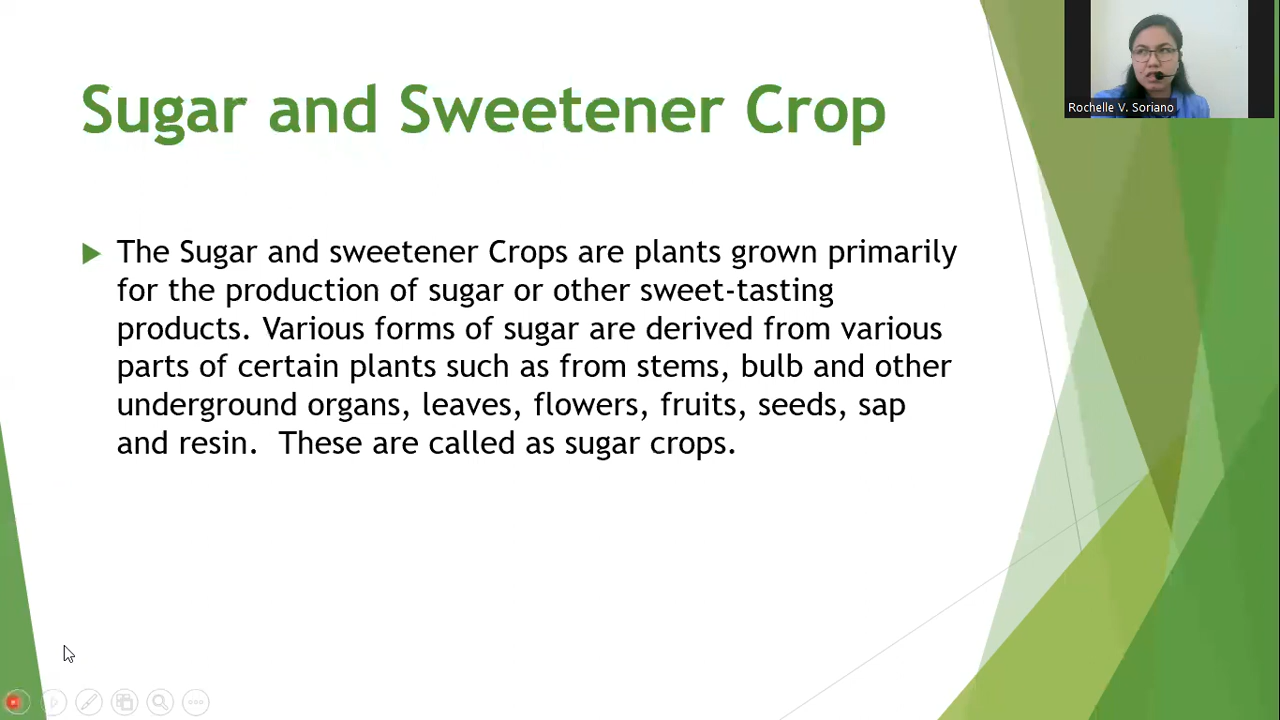 Sugar and Sweetener Crop
Rochelle V. Soriano
The Sugar and sweetener Crops are plants grown primarily
for the production of sugar or other sweet-tasting
products. Various forms of sugar are derived from various
parts of certain plants such as from stems, bulb and other
underground organs, leaves, flowers, fruits, seeds, sap
and resin.  These are called as sugar crops.